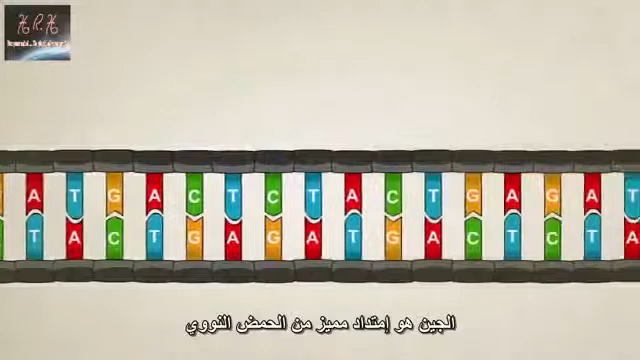 H R H
A T G A C T C T A C T G A G A T
T A C T G A G A T G A C T C T A
الجين هو إمتداد مميز من الحمض النووي